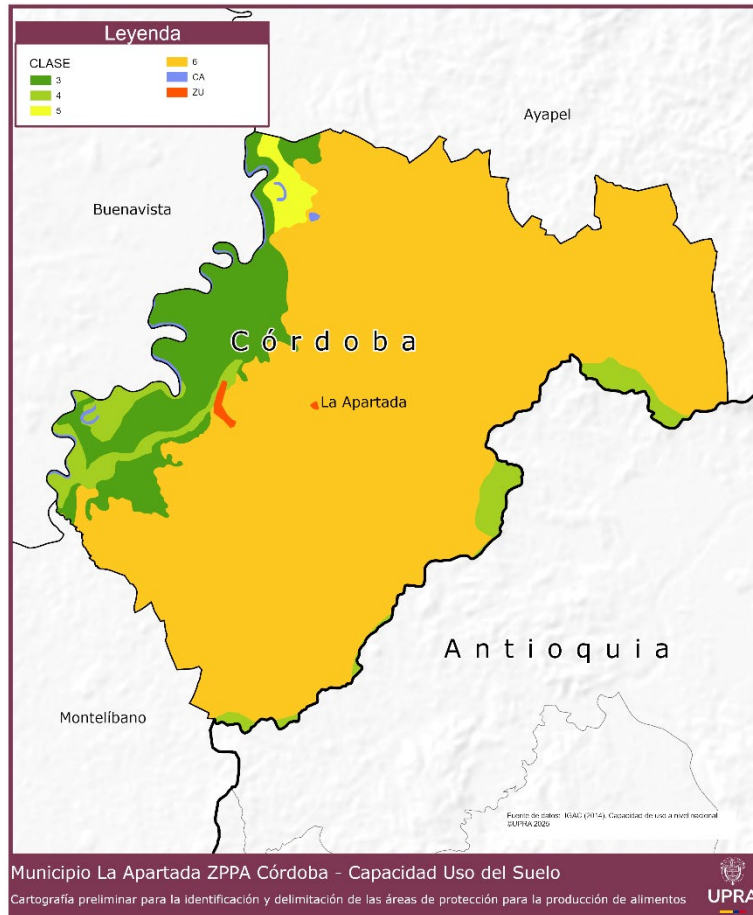 Leyenda
CLASE
3
4
5
6
CA
ZU
Ayapel
Buenavista
Córdoba
La Apartada
Antioquia
Montelíbano
Fuente de datos: IGAC (2014). Capacidad de uso a nivel nacional
©UPRA 2025
Municipio La Apartada ZPPA Córdoba - Capacidad Uso del Suelo
Cartografía preliminar para la identificación y delimitación de las áreas de protección para la producción de alimentos
UPRA